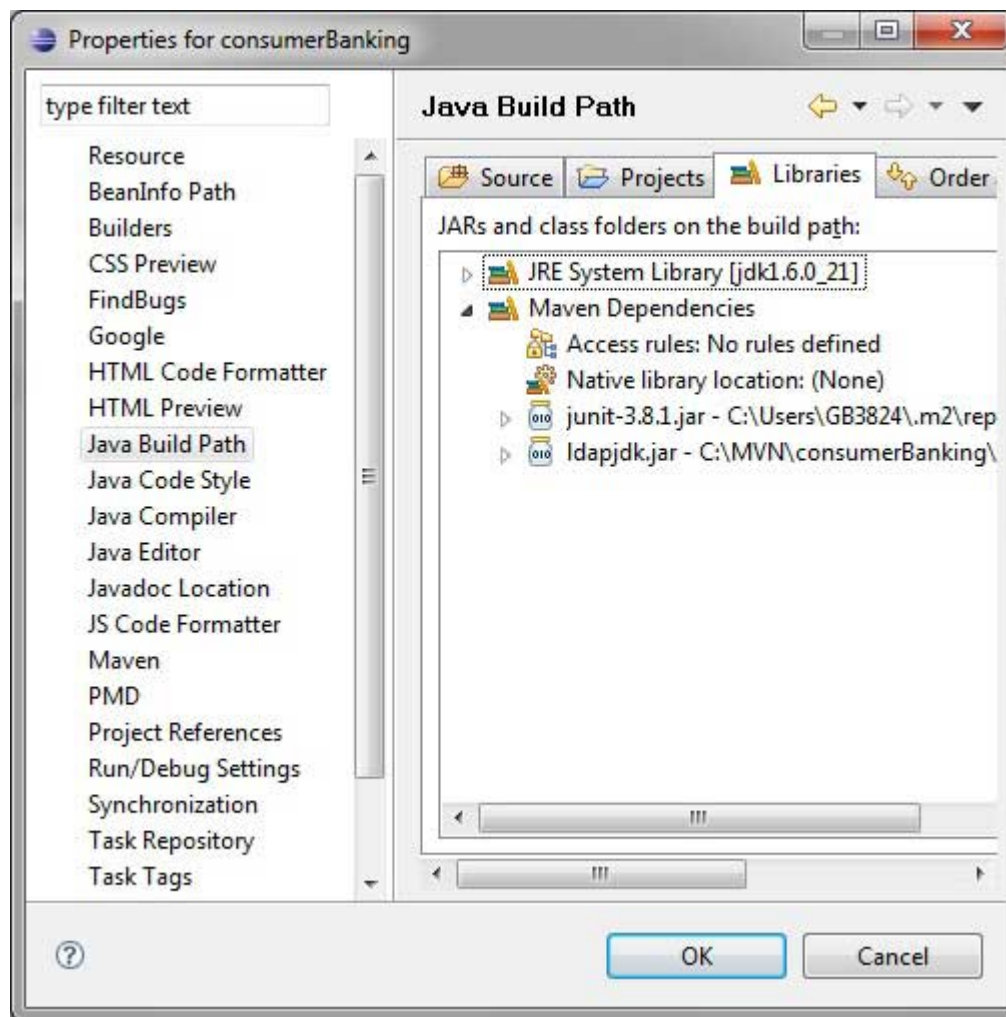 Properties for consumerBanking
type filter text
Resource
BeanInfo Path
Builders
CSS Preview
FindBugs
Google
HTML Code Formatter
HTML Preview
Java Build Path
Java Code Style
Java Compiler
Java Editor
Javadoc Location
JS Code Formatter
Maven
PMD
Project References
Run/Debug Settings
Synchronization
Task Repository
Task Tags
Java Build Path
Source Projects Libraries Order
JARs and class folders on the build path:
JRE System Library [jdk1.6.0_21]
Maven Dependencies
Access rules: No rules defined
Native library location: (None)
junit-3.8.1.jar - C:\Users\GB3824\.m2\rep
ldapjdk.jar - C:\MVN\consumerBanking\
OK Cancel